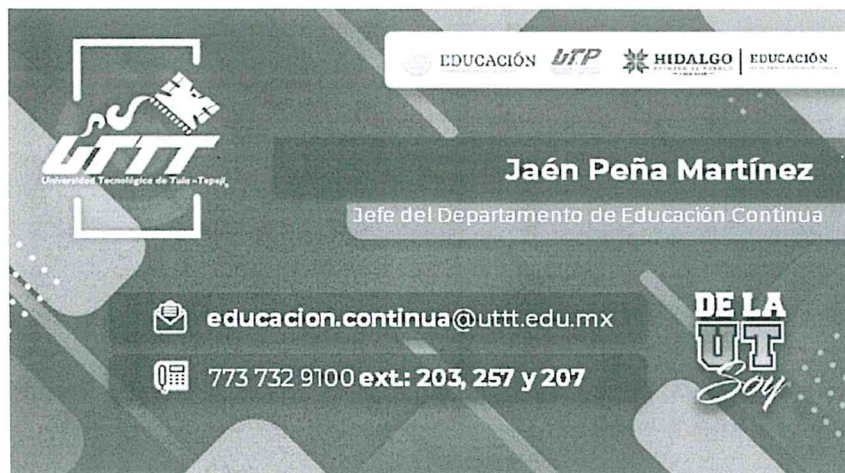 UTTT
Universidad Tecnológica de Tula-Tepeji
EDUCACIÓN
UTP
HIDALGO
EDUCACIÓN
Jaén Peña Martínez
Jefe del Departamento de Educación Continua
educacion.continua@uttt.edu.mx
773 732 9100 ext.: 203, 257 y 207
DE LA
UT
Soy